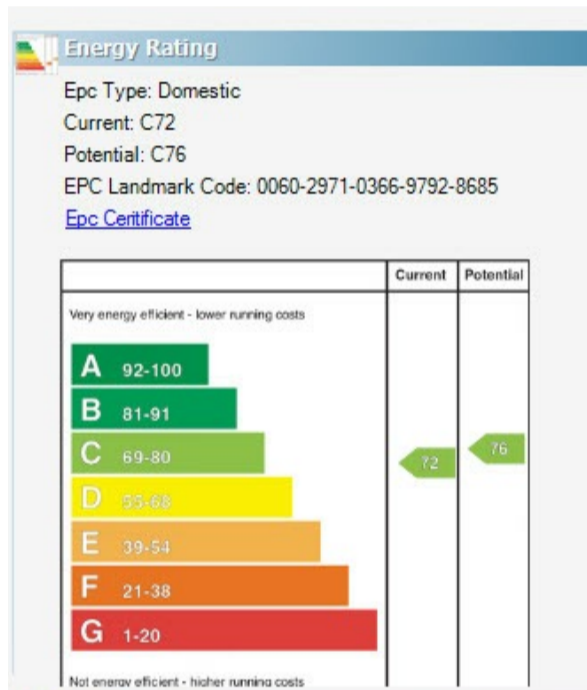 Energy Rating
Epc Type: Domestic
Current: C72
Potential: C76
EPC Landmark Code: 0060-2971-0366-9792-8685
Epc Ceritificate
Current Potential
Very energy efficient - lower running costs
A 92-100
B 81-91
C 69-80
72 76
D 55-68
E 39-54
F 21-38
G 1-20
Not energy efficient - higher running costs